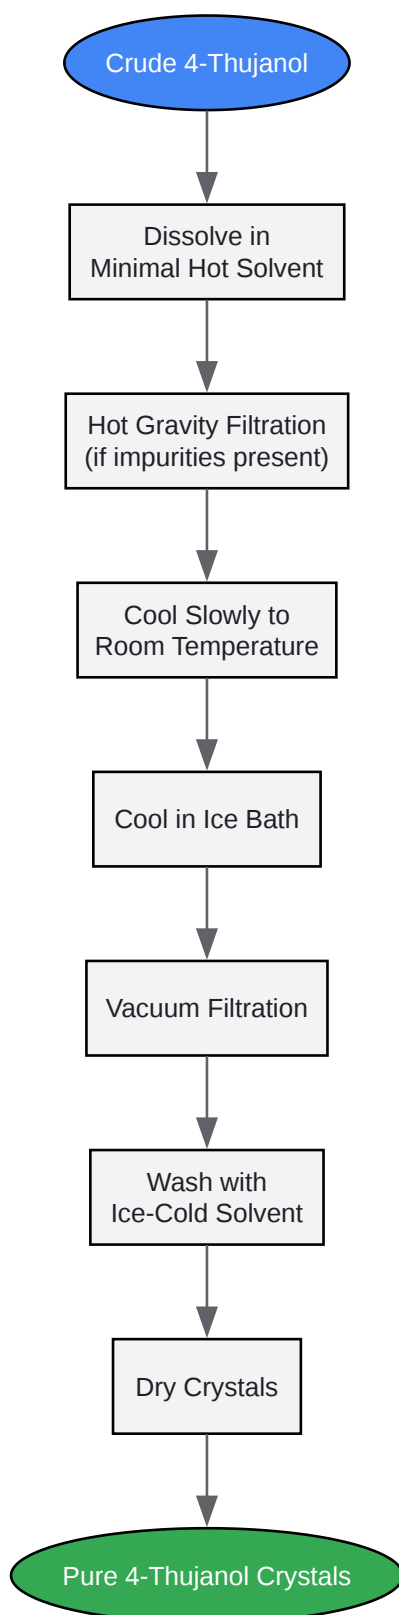 Crude 4-Thujanol
Dissolve in
Minimal Hot Solvent
Hot Gravity Filtration
(if impurities present)
Cool Slowly to
Room Temperature
Cool in Ice Bath
Vacuum Filtration
Wash with
Ice-Cold Solvent
Dry Crystals
Pure 4-Thujanol Crystals